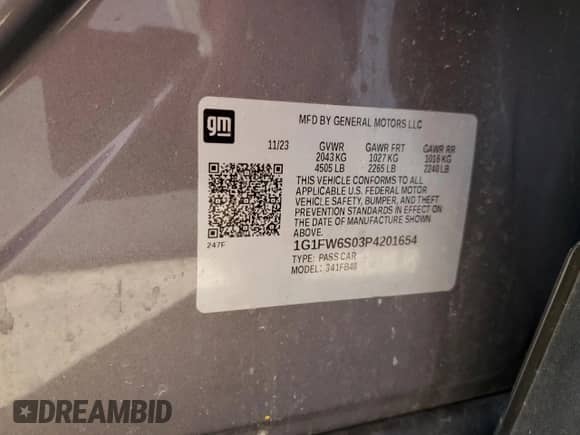 gm
MFD BY GENERAL MOTORS LLC
11/23 GVWR GAWR FRT GAWR RR
2043 KG 1027 KG 1016 KG
4505 LB 2265 LB 2240 LB
THIS VEHICLE CONFORMS TO ALL
APPLICABLE U.S. FEDERAL MOTOR
VEHICLE SAFETY, BUMPER, AND THEFT
PREVENTION STANDARDS IN EFFECT ON
THE DATE OF MANUFACTURE SHOWN
ABOVE.
247F 1G1FW6S03P4201654
TYPE: PASS CAR
MODEL: 341FB48
DREAMBID